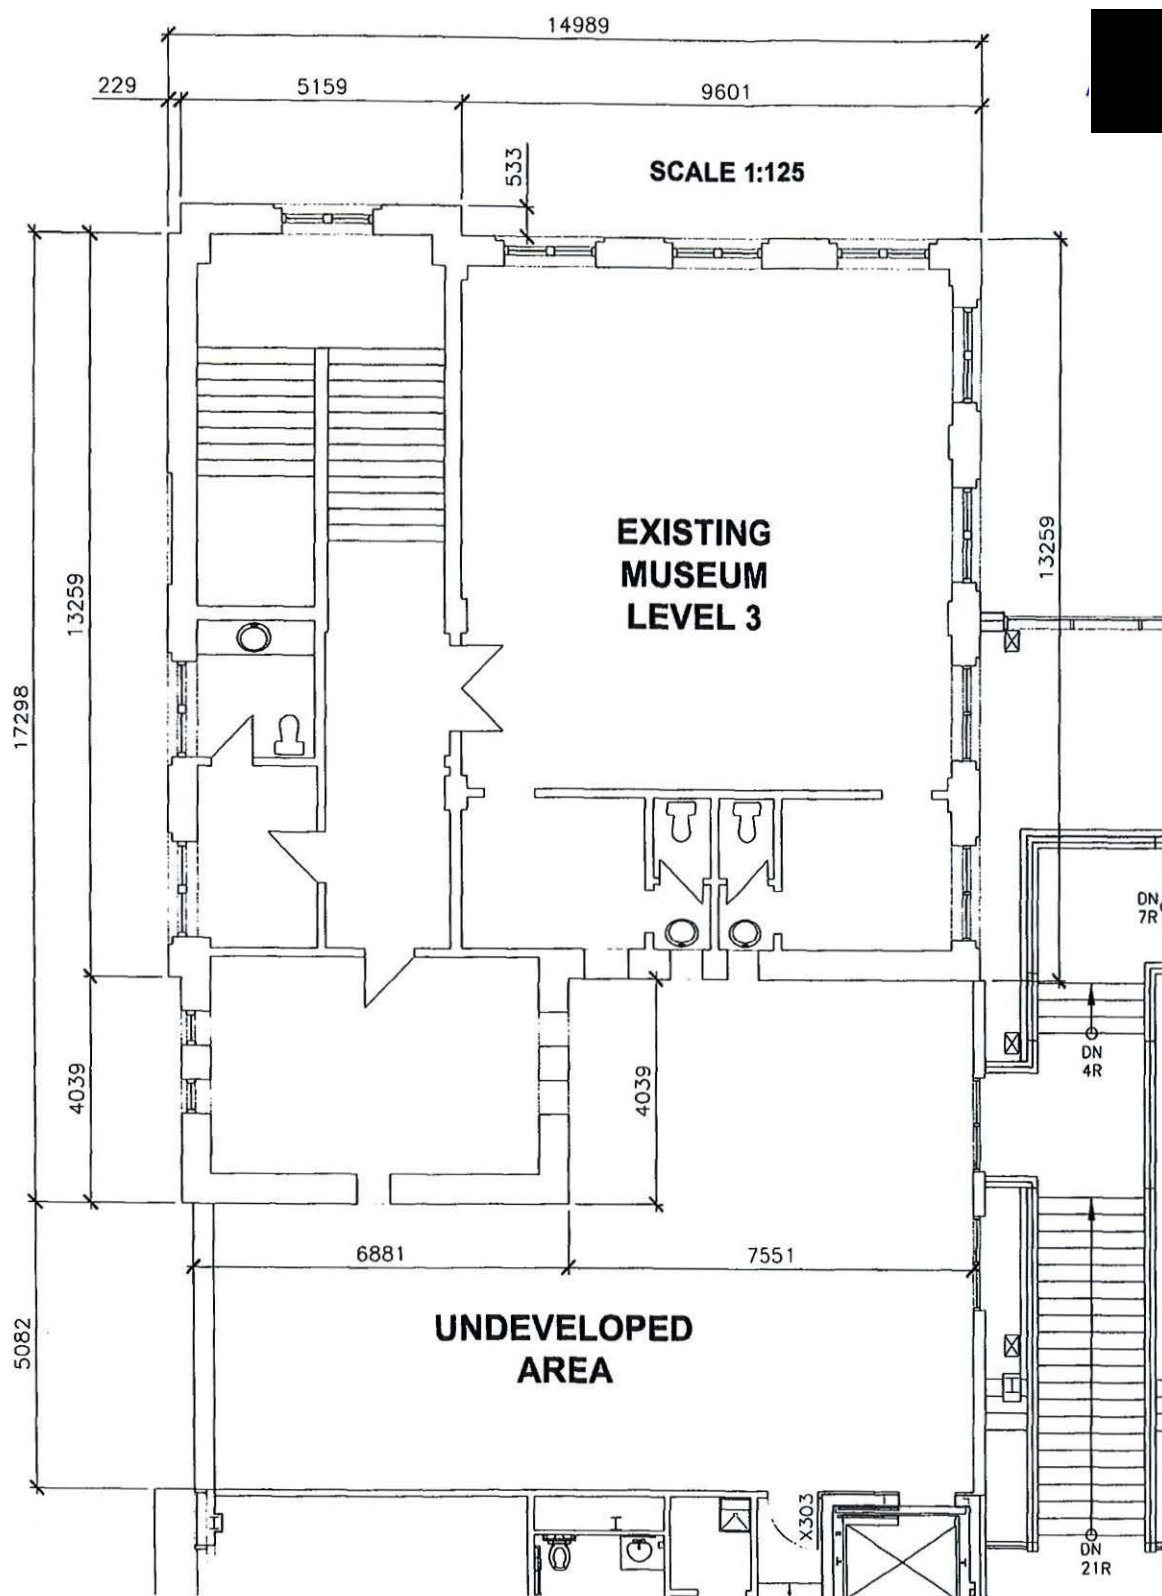 14989
229
5159
9601
533
SCALE 1:125
EXISTING
MUSEUM
LEVEL 3
13259
13259
17298
DN
7R
DN
4R
4039
4039
6881
7551
UNDEVELOPED
AREA
5082
X303
DN
21R